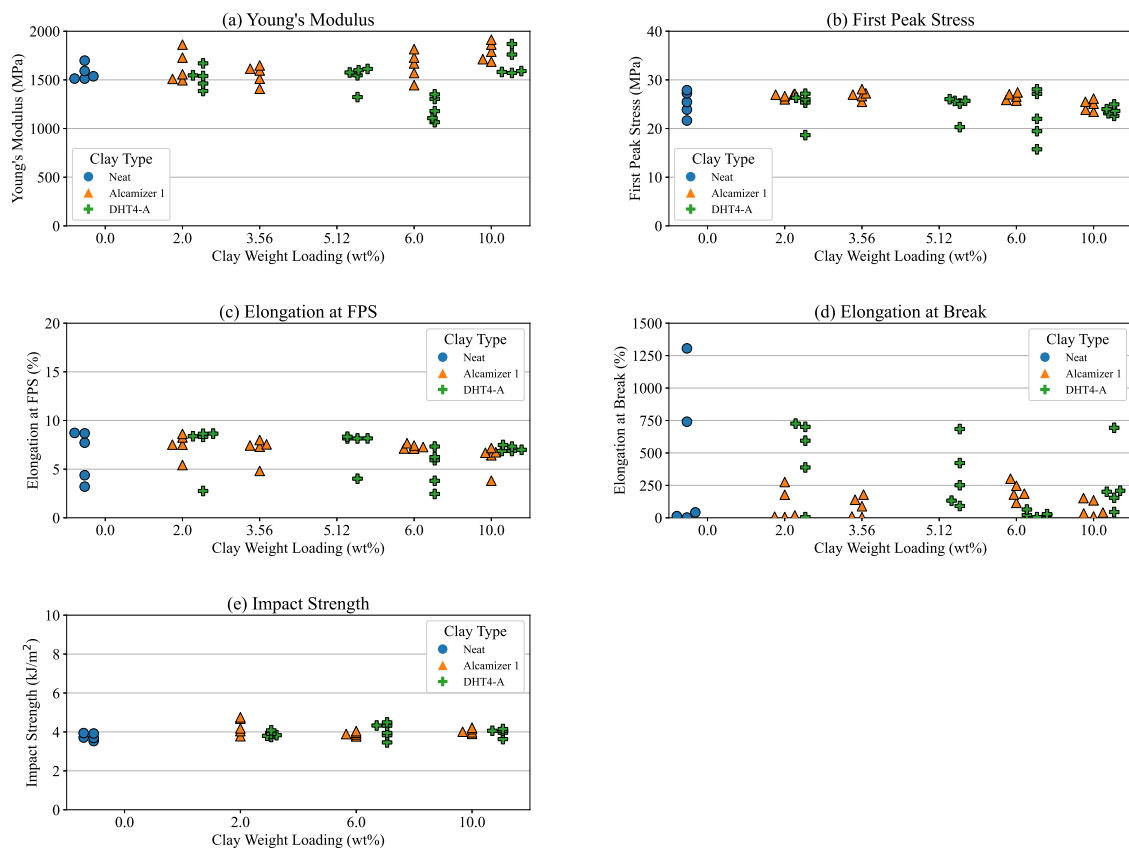 (a) Young's Modulus
2000
1500
1000
500
0
Young's Modulus (MPa)
Clay Type
Neat
Alcamizer 1
DHT4-A
0.0 2.0 3.56 5.12 6.0 10.0
Clay Weight Loading (wt%)
(b) First Peak Stress
40
30
20
10
0
First Peak Stress (MPa)
Clay Type
Neat
Alcamizer 1
DHT4-A
0.0 2.0 3.56 5.12 6.0 10.0
Clay Weight Loading (wt%)
(c) Elongation at FPS
20
15
10
5
0
Elongation at FPS (%)
Clay Type
Neat
Alcamizer 1
DHT4-A
0.0 2.0 3.56 5.12 6.0 10.0
Clay Weight Loading (wt%)
(d) Elongation at Break
1500
1250
1000
750
500
250
0
Elongation at Break (%)
Clay Type
Neat
Alcamizer 1
DHT4-A
0.0 2.0 3.56 5.12 6.0 10.0
Clay Weight Loading (wt%)
(e) Impact Strength
10
8
6
4
2
0
Impact Strength (kJ/m²)
Clay Type
Neat
Alcamizer 1
DHT4-A
0.0 2.0 6.0 10.0
Clay Weight Loading (wt%)